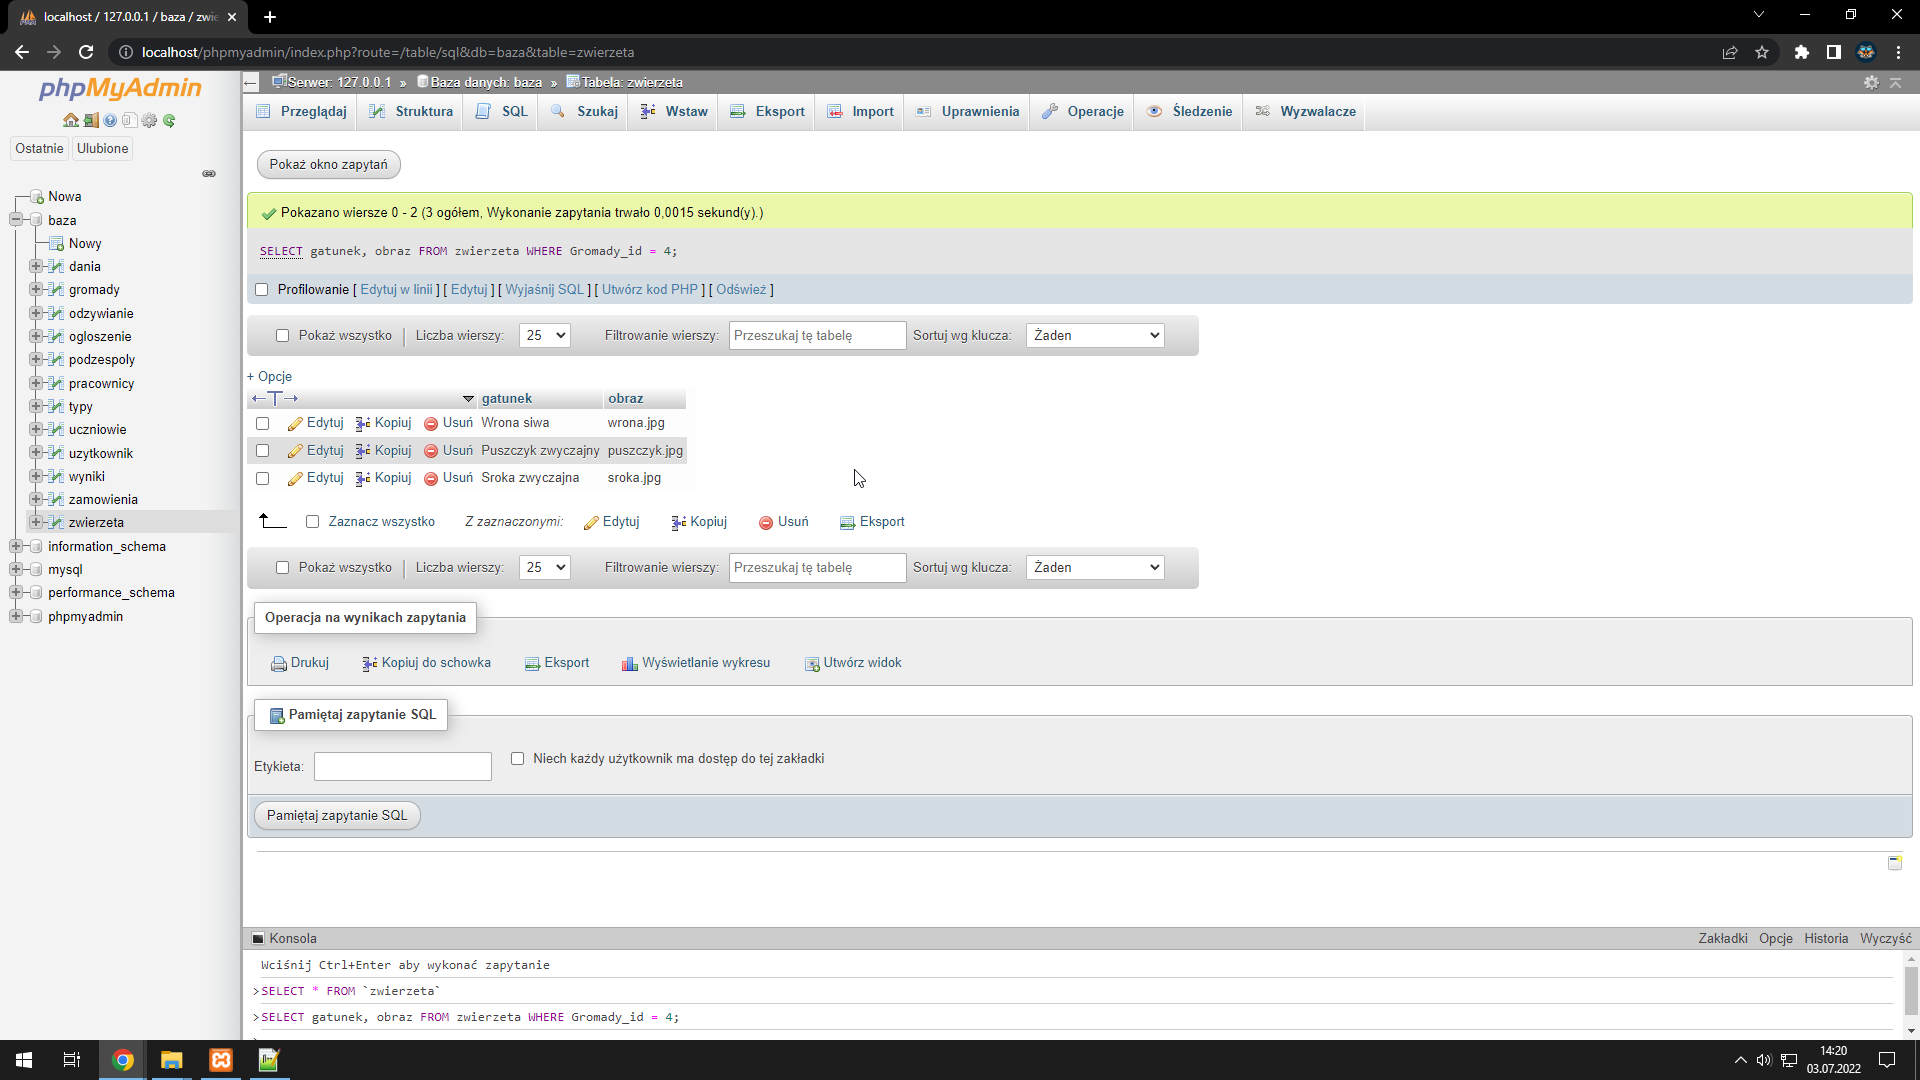 localhost / 127.0.0.1 / baza / zwie
localhost/phpmyadmin/index.php?route=/table/sql&db=baza&table=zwierzeta
phpMyAdmin
Ostatnie Ulubione
Nowa
baza
Nowy
dania
gromady
odzywianie
ogloszenie
podzespoly
pracownicy
typy
uczniowie
uzytkownik
wyniki
zamowienia
zwierzeta
information_schema
mysql
performance_schema
phpmyadmin
Serwer: 127.0.0.1 » Baza danych: baza » Tabela: zwierzeta
Przeglądaj Struktura SQL Szukaj Wstaw Eksport Import Uprawnienia Operacje Śledzenie Wyzwalacze
Pokaż okno zapytań
Pokazano wiersze 0 - 2 (3 ogółem, Wykonanie zapytania trwało 0,0015 sekund(y).)
SELECT gatunek, obraz FROM zwierzeta WHERE Gromady_id = 4;
Profilowanie [ Edytuj w linii ] [ Edytuj ] [ Wyjaśnij SQL ] [ Utwórz kod PHP ] [ Odśwież ]
Pokaż wszystko | Liczba wierszy: 25 Filtrowanie wierszy: Przeszukaj tę tabelę Sortuj wg klucza: Żaden
+ Opcje
←T→ gatunek obraz
Edytuj Kopiuj Usuń Wrona siwa wrona.jpg
Edytuj Kopiuj Usuń Puszczyk zwyczajny puszczyk.jpg
Edytuj Kopiuj Usuń Sroka zwyczajna sroka.jpg
Zaznacz wszystko Z zaznaczonymi: Edytuj Kopiuj Usuń Eksport
Pokaż wszystko | Liczba wierszy: 25 Filtrowanie wierszy: Przeszukaj tę tabelę Sortuj wg klucza: Żaden
Operacja na wynikach zapytania
Drukuj Kopiuj do schowka Eksport Wyświetlanie wykresu Utwórz widok
Pamiętaj zapytanie SQL
Etykieta: Niech każdy użytkownik ma dostęp do tej zakładki
Pamiętaj zapytanie SQL
Konsola Zakładki Opcje Historia Wyczyść
Wciśnij Ctrl+Enter aby wykonać zapytanie
>SELECT * FROM `zwierzeta`
>SELECT gatunek, obraz FROM zwierzeta WHERE Gromady_id = 4;
14:20
03.07.2022